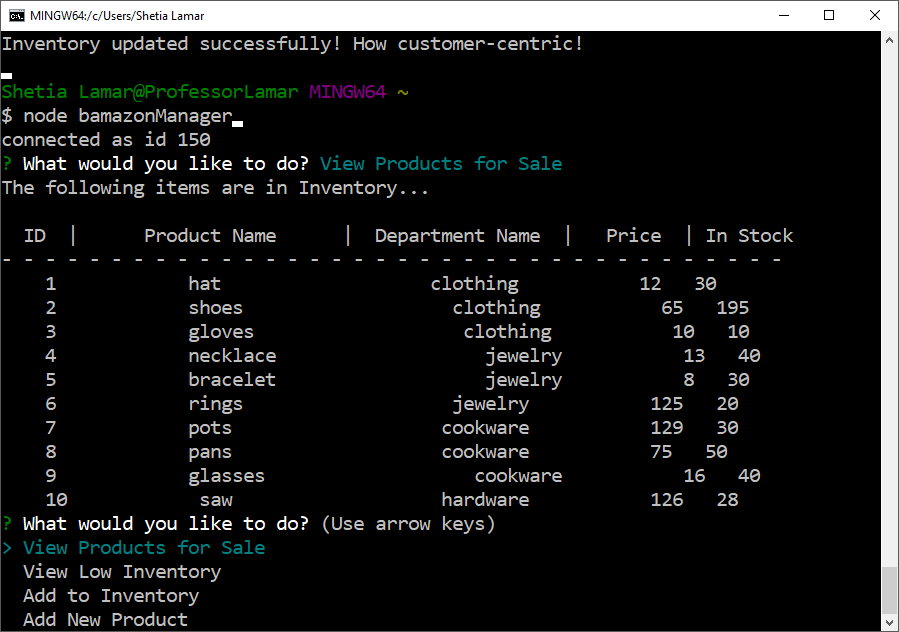 MINGW64:/c/Users/Shetia Lamar
Inventory updated successfully! How customer-centric!
Shetia Lamar@ProfessorLamar MINGW64 ~
$ node bamazonManager
connected as id 150
? What would you like to do? View Products for Sale
The following items are in Inventory...
ID | Product Name | Department Name | Price | In Stock
- - - - - - - - - - - - - - - - - - - - - - - - - - - - - - - - - - - -
1 hat clothing 12 30
2 shoes clothing 65 195
3 gloves clothing 10 10
4 necklace jewelry 13 40
5 bracelet jewelry 8 30
6 rings jewelry 125 20
7 pots cookware 129 30
8 pans cookware 75 50
9 glasses cookware 16 40
10 saw hardware 126 28
? What would you like to do? (Use arrow keys)
> View Products for Sale
View Low Inventory
Add to Inventory
Add New Product